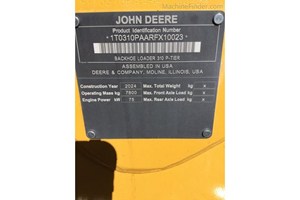 MachineFinder.com
JOHN DEERE
Product Identification Number
*1T0310PAARFX10023*
BACKHOE LOADER 310 P-TIER
ASSEMBLED IN USA
DEERE & COMPANY, MOLINE, ILLINOIS, USA
Construction Year 2024 Max. Total Weight kg *
Operating Mass kg 7800 Max. Front Axle Load kg *
Engine Power kW 75 Max. Rear Axle Load kg *